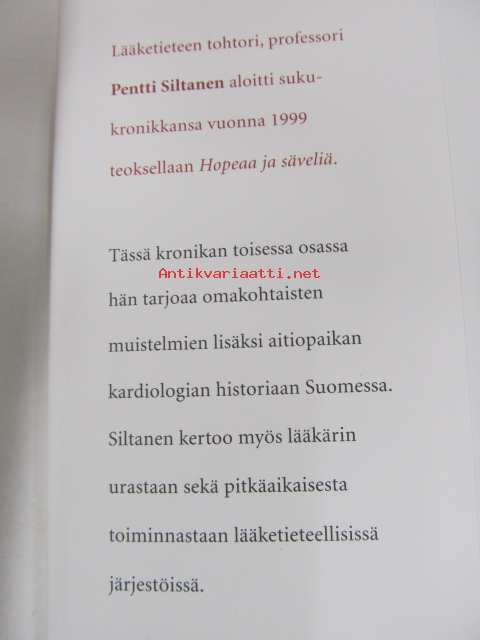 Lääketieteen tohtori, professori
Pentti Siltanen aloitti suku-
kronikkansa vuonna 1999
teoksellaan Hopeaa ja säveliä.
Tässä kronikan toisessa osassa
Antikvariaatti.net
hän tarjoaa omakohtaisten
muistelmien lisäksi aitiopaikan
kardiologian historiaan Suomessa.
Siltanen kertoo myös lääkärin
urastaan sekä pitkäaikaisesta
toiminnastaan lääketieteellisissä
järjestöissä.